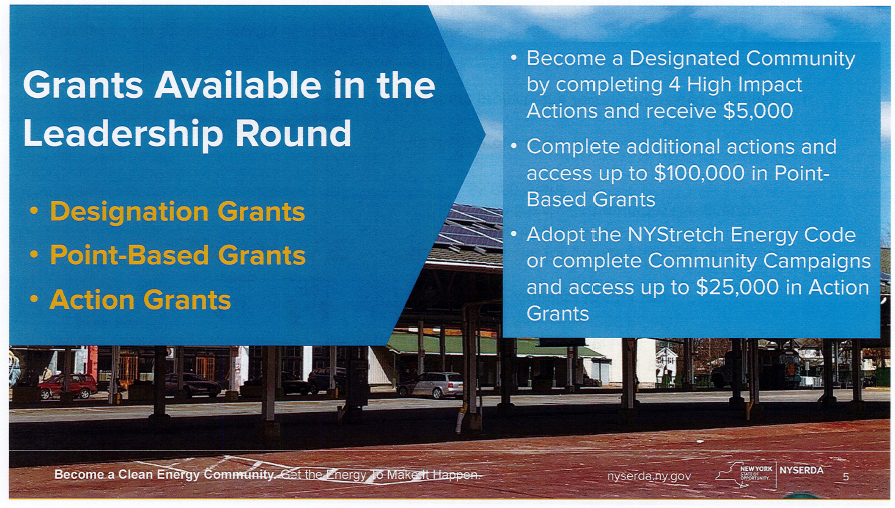 Grants Available in the
Leadership Round
• Designation Grants
• Point-Based Grants
• Action Grants
• Become a Designated Community
by completing 4 High Impact
Actions and receive $5,000
• Complete additional actions and
access up to $100,000 in Point-
Based Grants
• Adopt the NYStretch Energy Code
or complete Community Campaigns
and access up to $25,000 in Action
Grants
Become a Clean Energy Community. Get the Energy To Make It Happen.
nyserda.ny.gov
NEW YORK
STATE OF
OPPORTUNITY.
NYSERDA
5